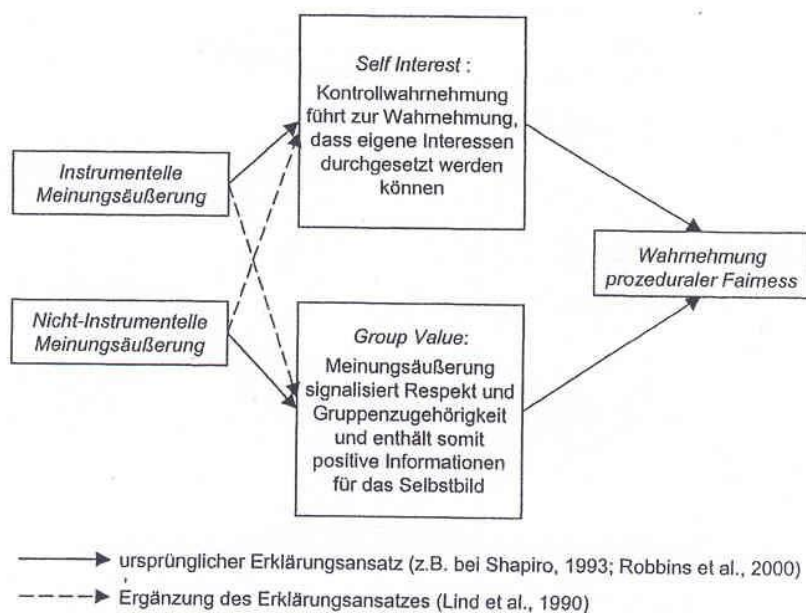 Self Interest :
Kontrollwahrnehmung
führt zur Wahrnehmung,
dass eigene Interessen
durchgesetzt werden
können
Instrumentelle
Meinungsäußerung
Wahrnehmung
prozeduraler Fairness
Nicht-Instrumentelle
Meinungsäußerung
Group Value:
Meinungsäußerung
signalisiert Respekt und
Gruppenzugehörigkeit
und enthält somit
positive Informationen
für das Selbstbild
ursprünglicher Erklärungsansatz (z.B. bei Shapiro, 1993; Robbins et al., 2000)
Ergänzung des Erklärungsansatzes (Lind et al., 1990)